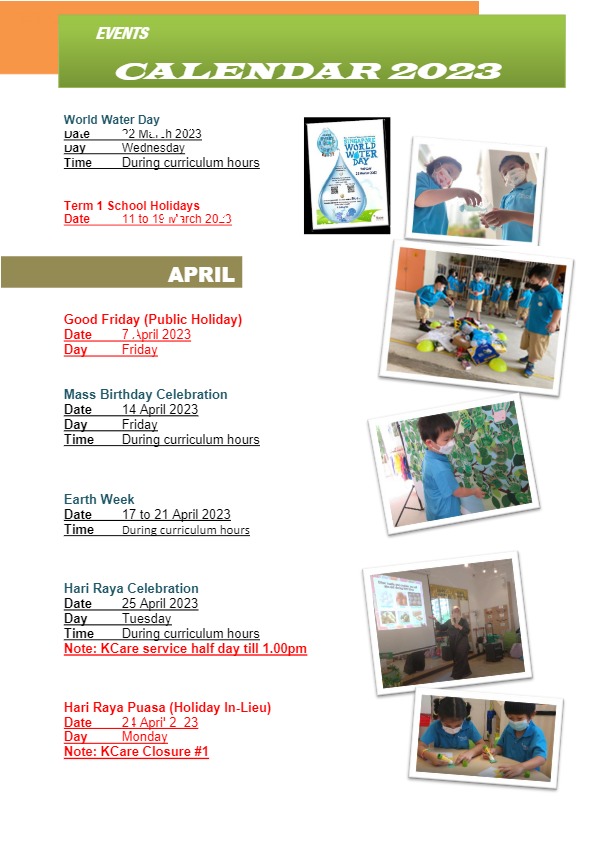 EVENTS
CALENDAR 2023
World Water Day
Date 22 March 2023
Day Wednesday
Time During curriculum hours
SINGAPORE
WORLD
WATER
DAY
Term 1 School Holidays
Date 11 to 19 March 2023
APRIL
Good Friday (Public Holiday)
Date 7 April 2023
Day Friday
Mass Birthday Celebration
Date 14 April 2023
Day Friday
Time During curriculum hours
Earth Week
Date 17 to 21 April 2023
Time During curriculum hours
Hari Raya Celebration
Date 25 April 2023
Day Tuesday
Time During curriculum hours
Note: KCare service half day till 1.00pm
Hari Raya Puasa (Holiday In-Lieu)
Date 24 April 2023
Day Monday
Note: KCare Closure #1